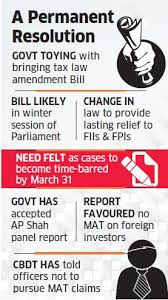 A Permanent
Resolution
GOVT TOYING with
bringing tax law
amendment Bill
BILL LIKELY
in winter
session of
Parliament
CHANGE IN
law to provide
lasting relief to
FIIs & FPIs
NEED FELT as cases to
become time-barred
by March 31
GOVT HAS
accepted
AP Shah
panel report
REPORT
FAVOURED no
MAT on foreign
investors
CBDT HAS told
officers not to
pursue MAT claims